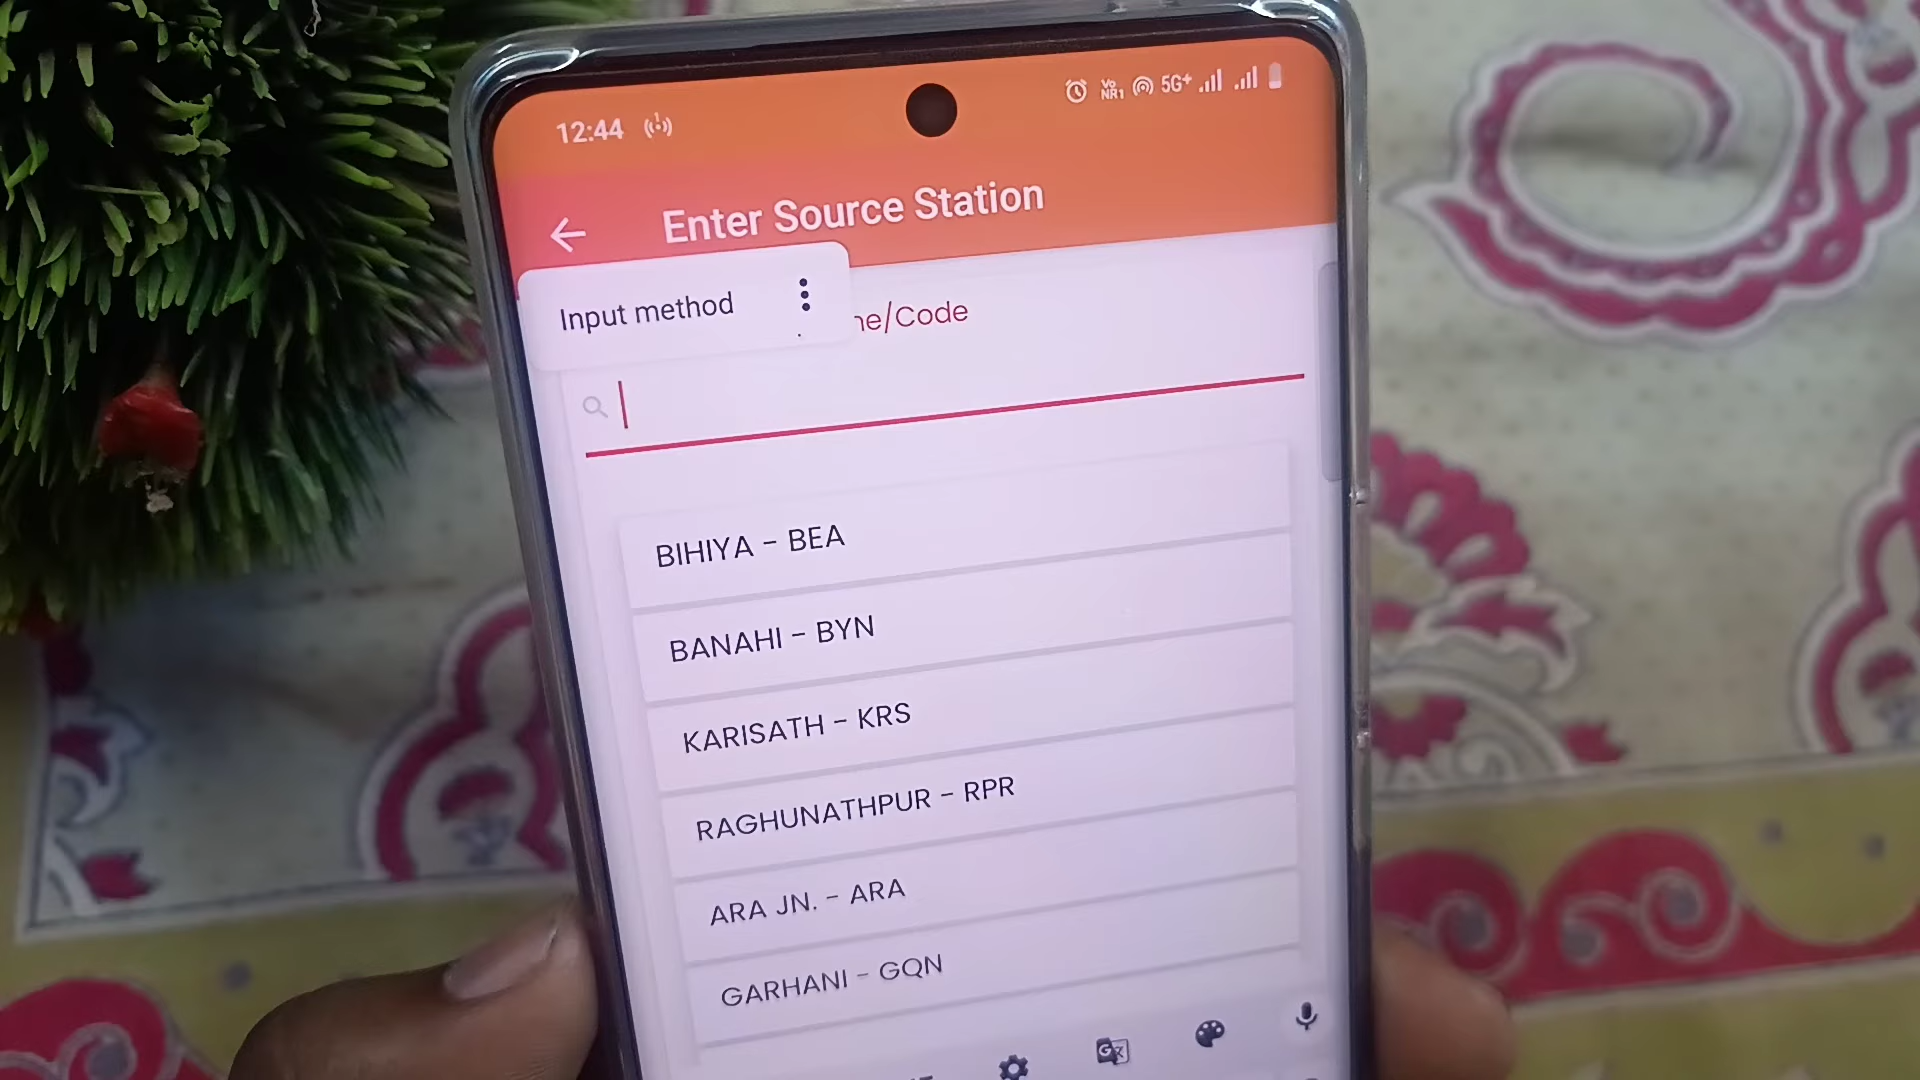 12:44
5G+
Enter Source Station
Input method
/Code
BIHIYA - BEA
BANAHI - BYN
KARISATH - KRS
RAGHUNATHPUR - RPR
ARA JN. - ARA
GARHANI - GQN